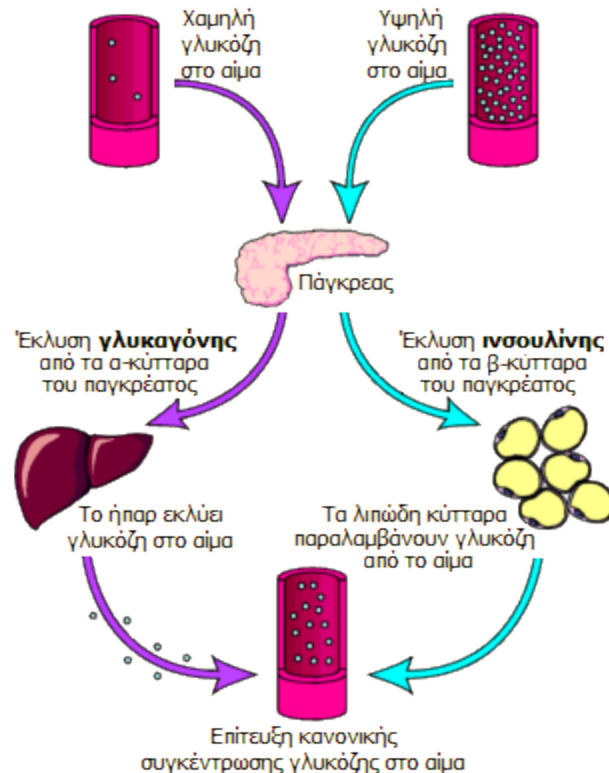 Χαμηλή
γλυκόζη
στο αίμα
Υψηλή
γλυκόζη
στο αίμα
Πάγκρεας
Έκλυση γλυκαγόνης
από τα α-κύτταρα
του παγκρέατος
Έκλυση ινσουλίνης
από τα β-κύτταρα
του παγκρέατος
Το ήπαρ εκλύει
γλυκόζη στο αίμα
Τα λιπώδη κύτταρα
παραλαμβάνουν γλυκόζη
από το αίμα
Επίτευξη κανονικής
συγκέντρωσης γλυκόζης στο αίμα